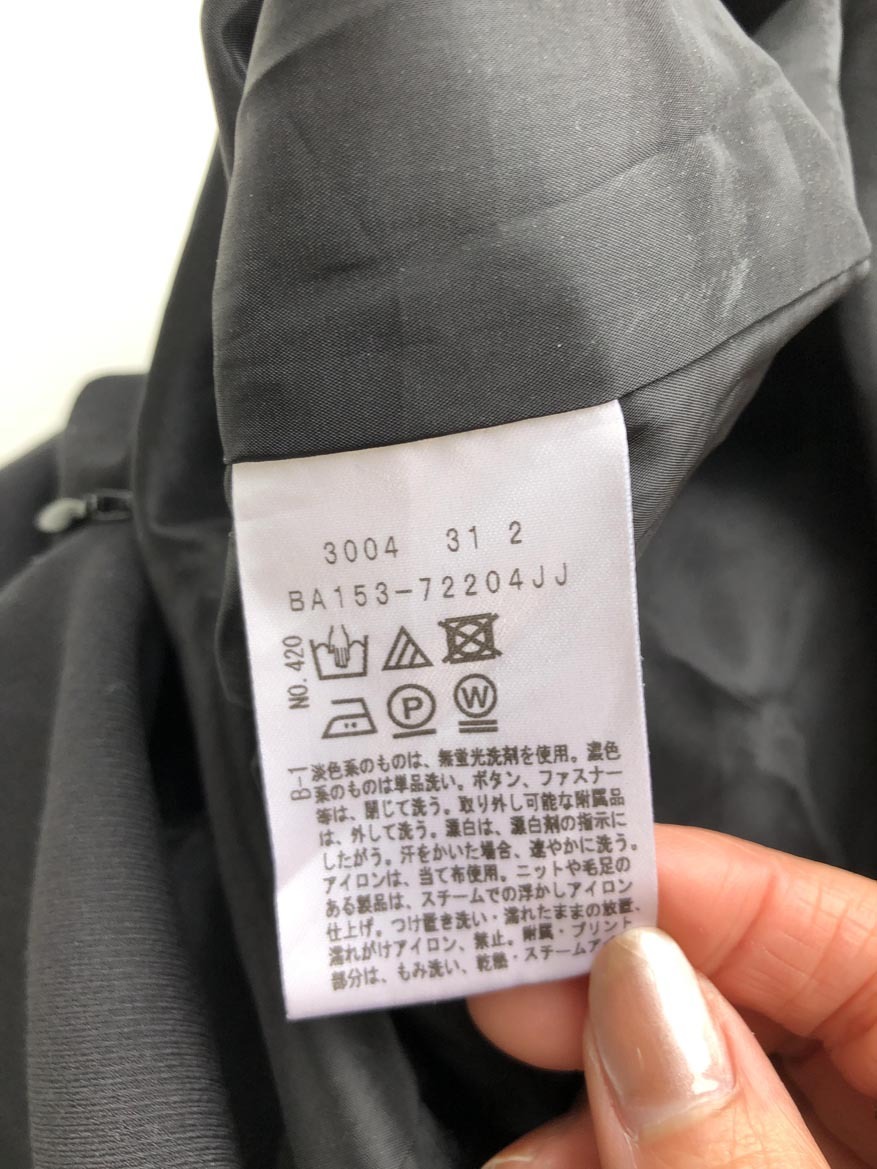 3004 31 2
BA153-72204JJ
NO. 420
P W
B-1
淡色系のものは、無蛍光洗剤を使用。濃色
系のものは単品洗い。ボタン、ファスナー
等は、閉じて洗う。取り外し可能な附属品
は、外して洗う。漂白は、漂白剤の指示に
したがう。汗をかいた場合、速やかに洗う。
アイロンは、当て布使用。ニットや毛足の
ある製品は、スチームでの浮かしアイロン
仕上げ。つけ置き洗い・濡れたままの放置、
濡れがけアイロン、禁止。附属・プリント
部分は、もみ洗い、乾燥・スチームアイ